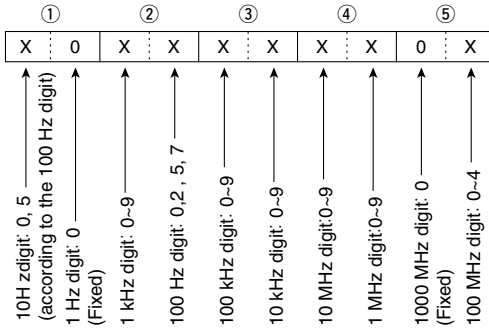 ① ② ③ ④ ⑤
X 0 X X X X X X 0 X
10H zdigit: 0, 5
(according to the 100 Hz digit)
1 Hz digit: 0
(Fixed)
1 kHz digit: 0~9
100 Hz digit: 0,2 , 5, 7
100 kHz digit: 0~9
10 kHz digit: 0~9
10 MHz digit:0~9
1 MHz digit:0~9
1000 MHz digit: 0
(Fixed)
100 MHz digit: 0~4